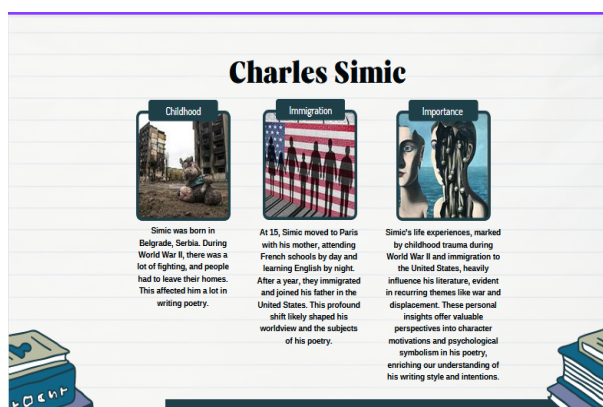 Charles Simic
Childhood
Immigration
Importance
Simic was born in
Belgrade, Serbia. During
World War II, there was a
lot of fighting, and people
had to leave their homes.
This affected him a lot in
writing poetry.
At 15, Simic moved to Paris
with his mother, attending
French schools by day and
learning English by night.
After a year, they immigrated
and joined his father in the
United States. This profound
shift likely shaped his
worldview and the subjects
of his poetry.
Simic's life experiences, marked
by childhood trauma during
World War II and immigration to
the United States, heavily
influence his literature, evident
in recurring themes like war and
displacement. These personal
insights offer valuable
perspectives into character
motivations and psychological
symbolism in his poetry,
enriching our understanding of
his writing style and intentions.